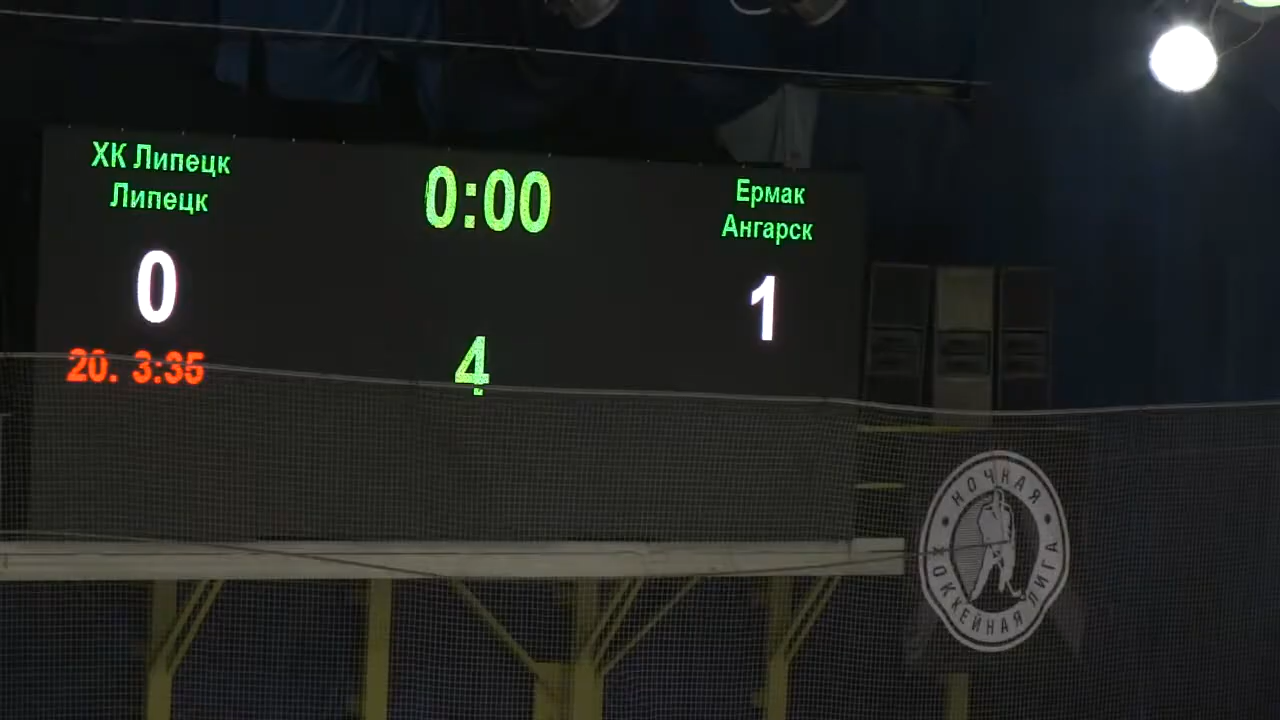 ХК Липецк
Липецк
0:00
Ермак
Ангарск
0
1
20. 3:35
4
НОЧНАЯ
ХОККЕЙНАЯ ЛИГА